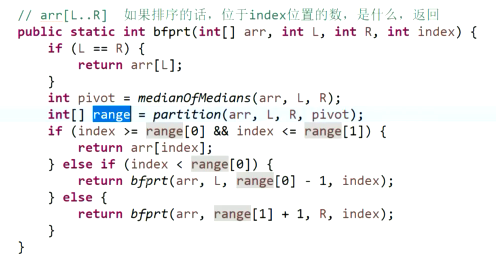 // arr[L..R]  如果排序的话，位于index位置的数，是什么，返回
public static int bfprt(int[] arr, int L, int R, int index) {
    if (L == R) {
        return arr[L];
    }
    int pivot = medianOfMedians(arr, L, R);
    int[] range = partition(arr, L, R, pivot);
    if (index >= range[0] && index <= range[1]) {
        return arr[index];
    } else if (index < range[0]) {
        return bfprt(arr, L, range[0] - 1, index);
    } else {
        return bfprt(arr, range[1] + 1, R, index);
    }
}